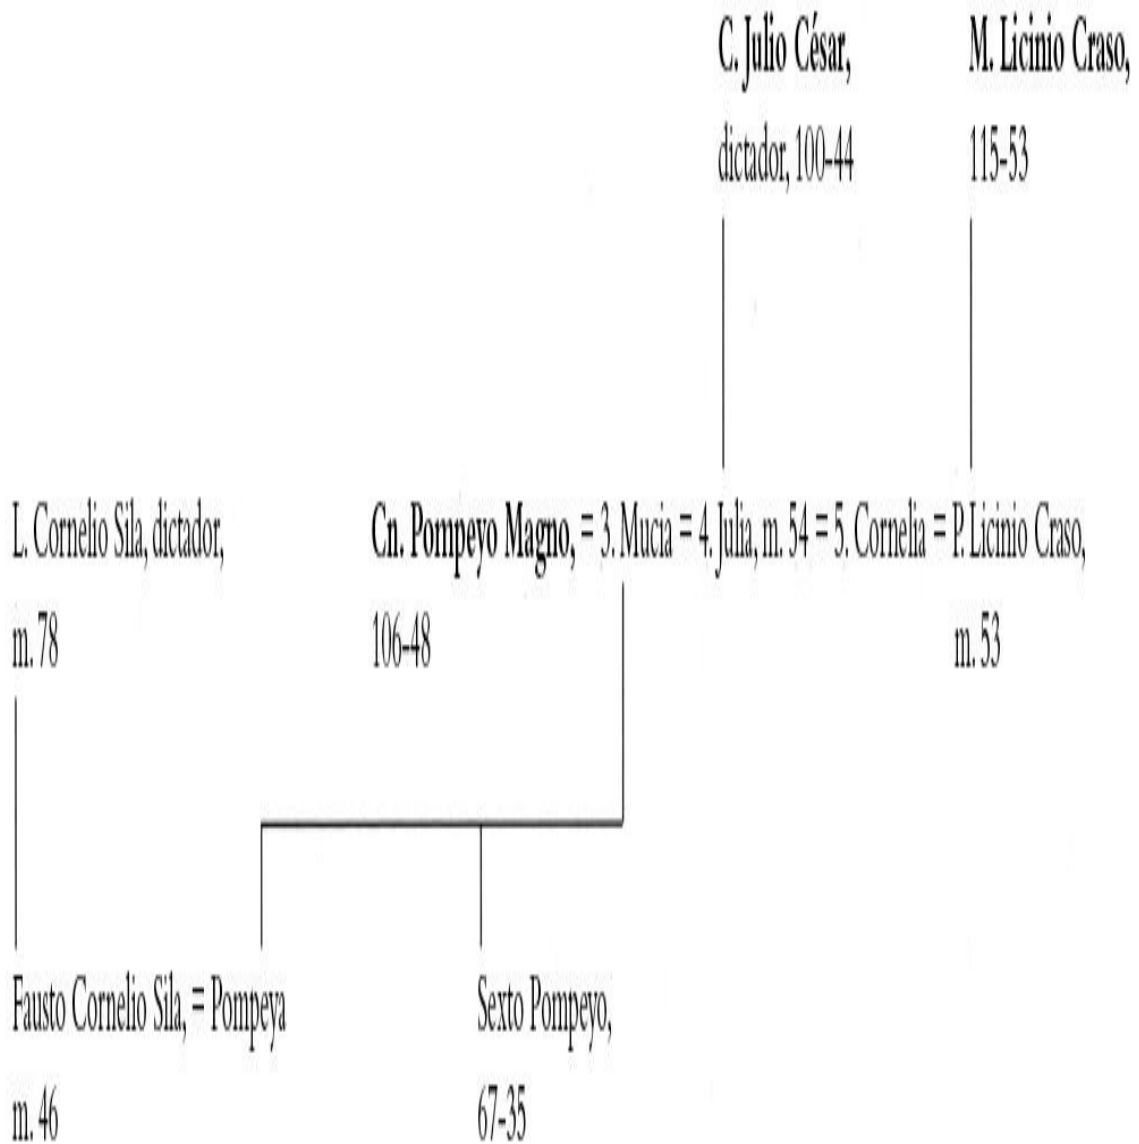 C. Julio César,
dictador, 100-44
M. Licinio Craso,
115-53
L. Cornelio Sila, dictador,
m. 78
Cn. Pompeyo Magno, = 3. Mucia = 4. Julia, m. 54 = 5. Cornelia = P. Licinio Craso,
106-48
m. 53
Fausto Cornelio Sila, = Pompeya
m. 46
Sexto Pompeyo,
67-35